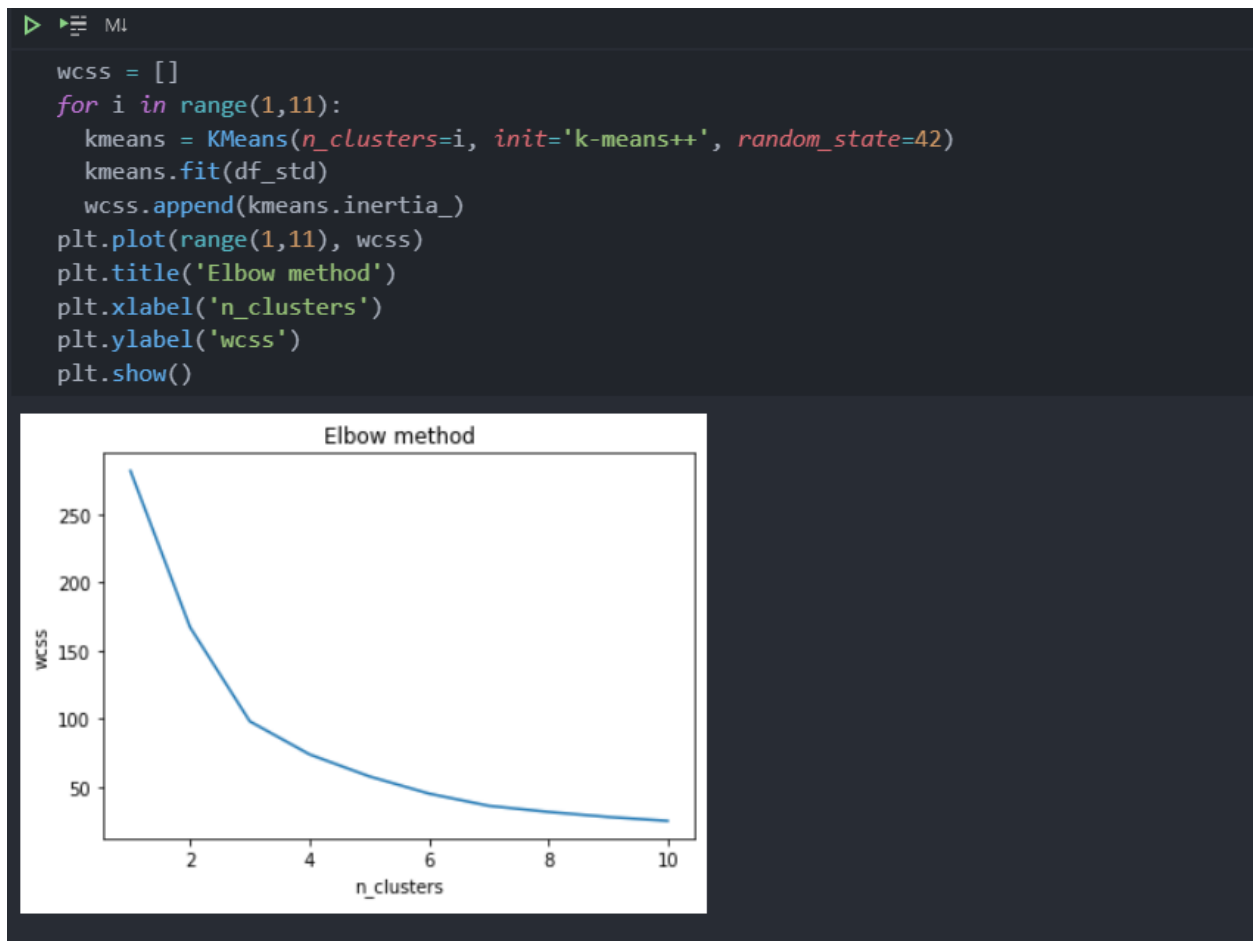 M↓
wcss = []
for i in range(1,11):
  kmeans = KMeans(n_clusters=i, init='k-means++', random_state=42)
  kmeans.fit(df_std)
  wcss.append(kmeans.inertia_)
plt.plot(range(1,11), wcss)
plt.title('Elbow method')
plt.xlabel('n_clusters')
plt.ylabel('wcss')
plt.show()
Elbow method
250
200
150
100
50
wcss
2 4 6 8 10
n_clusters